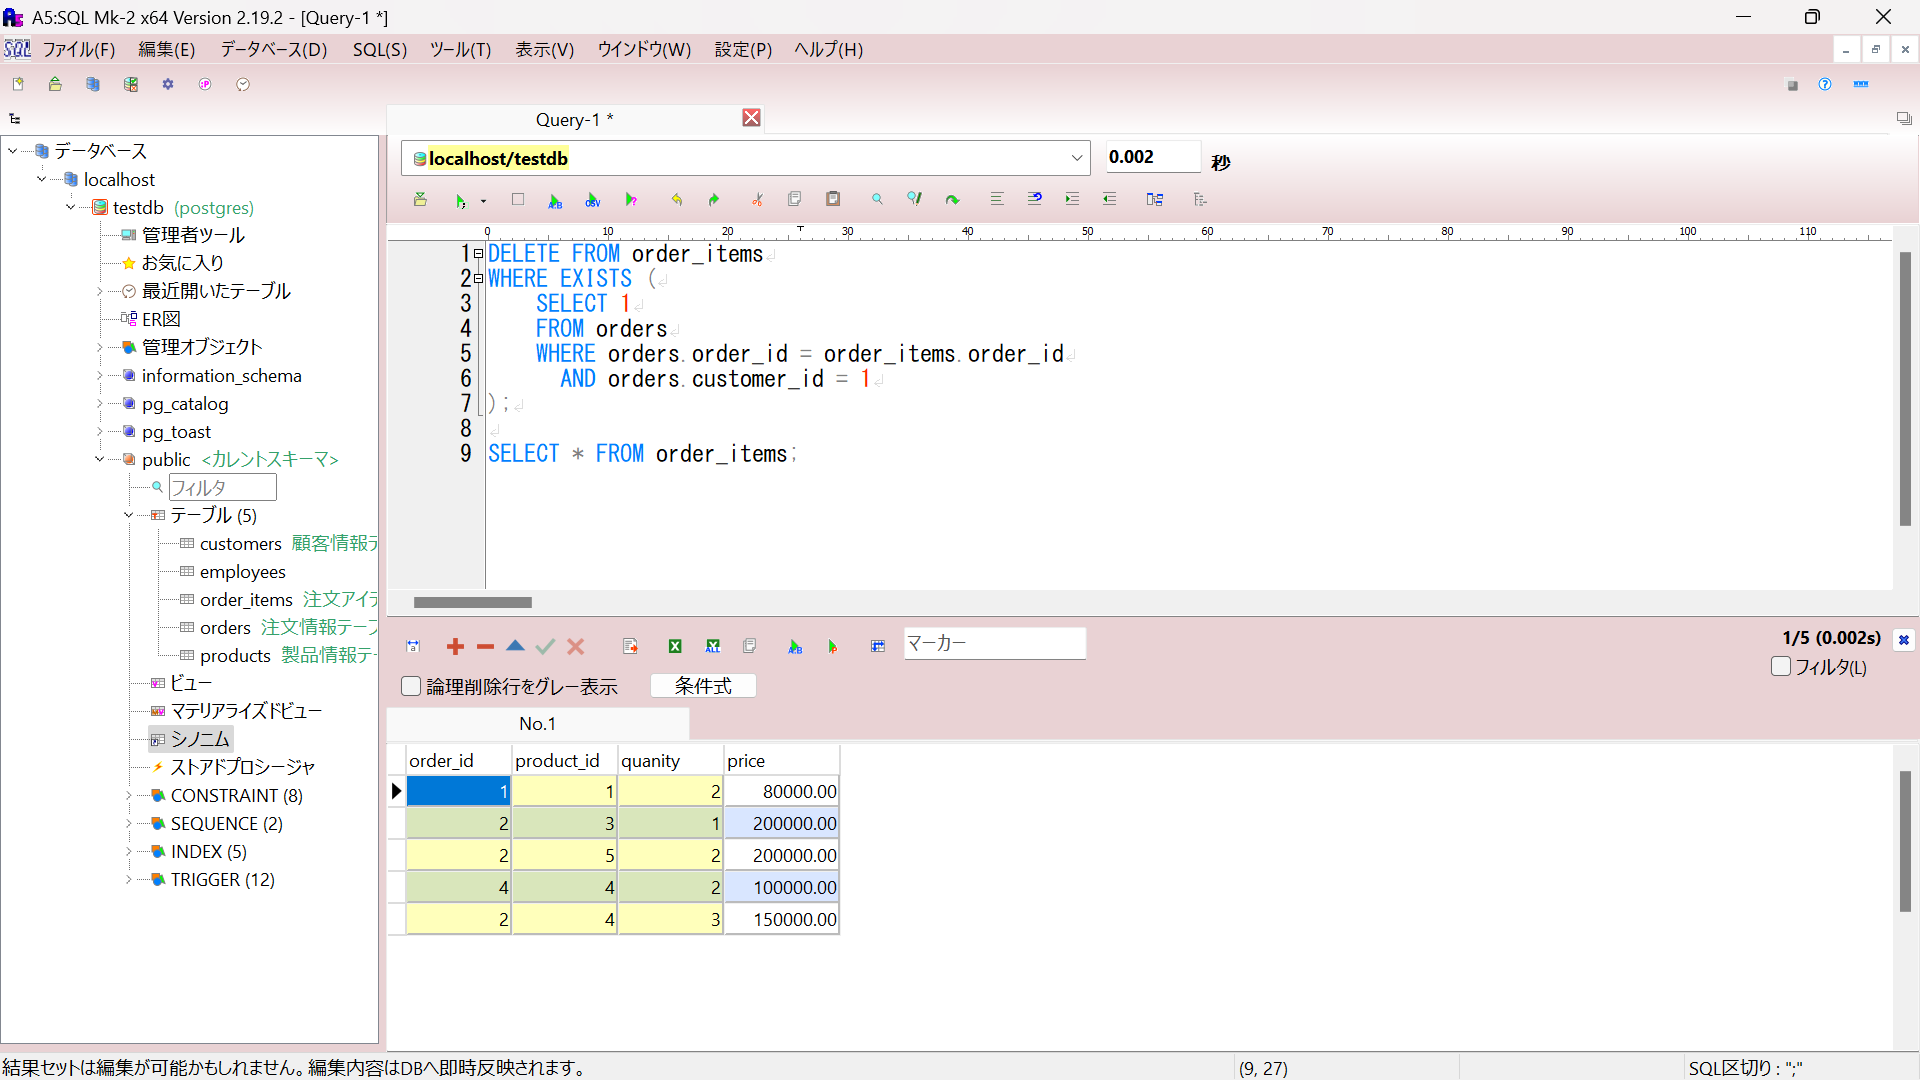 A5:SQL Mk-2 x64 Version 2.19.2 - [Query-1 *]
ファイル(F) 編集(E) データベース(D) SQL(S) ツール(T) 表示(V) ウインドウ(W) 設定(P) ヘルプ(H)
Query-1 *
localhost/testdb 0.002 秒
データベース
localhost
testdb (postgres)
管理者ツール
お気に入り
最近開いたテーブル
ER図
管理オブジェクト
information_schema
pg_catalog
pg_toast
public <カレントスキーマ>
フィルタ
テーブル (5)
customers 顧客情報テ
employees
order_items 注文アイテ
orders 注文情報テーブ
products 製品情報テー
ビュー
マテリアライズドビュー
シノニム
ストアドプロシージャ
CONSTRAINT (8)
SEQUENCE (2)
INDEX (5)
TRIGGER (12)
0 10 20 30 40 50 60 70 80 90 100 110
1 DELETE FROM order_items
2 WHERE EXISTS (
3 SELECT 1
4 FROM orders
5 WHERE orders.order_id = order_items.order_id
6 AND orders.customer_id = 1
7 );
8
9 SELECT * FROM order_items;
マーカー
1/5 (0.002s)
フィルタ(L)
論理削除行をグレー表示 条件式
No.1
order_id product_id quanity price
1 1 2 80000.00
2 3 1 200000.00
2 5 2 200000.00
4 4 2 100000.00
2 4 3 150000.00
結果セットは編集が可能かもしれません。編集内容はDBへ即時反映されます。 (9, 27) SQL区切り : ";"